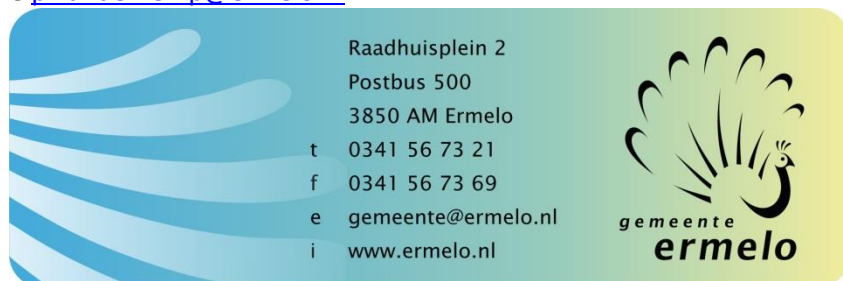 Raadhuisplein 2
Postbus 500
3850 AM Ermelo
t 0341 56 73 21
f 0341 56 73 69
e gemeente@ermelo.nl
i www.ermelo.nl
gemeente
ermelo